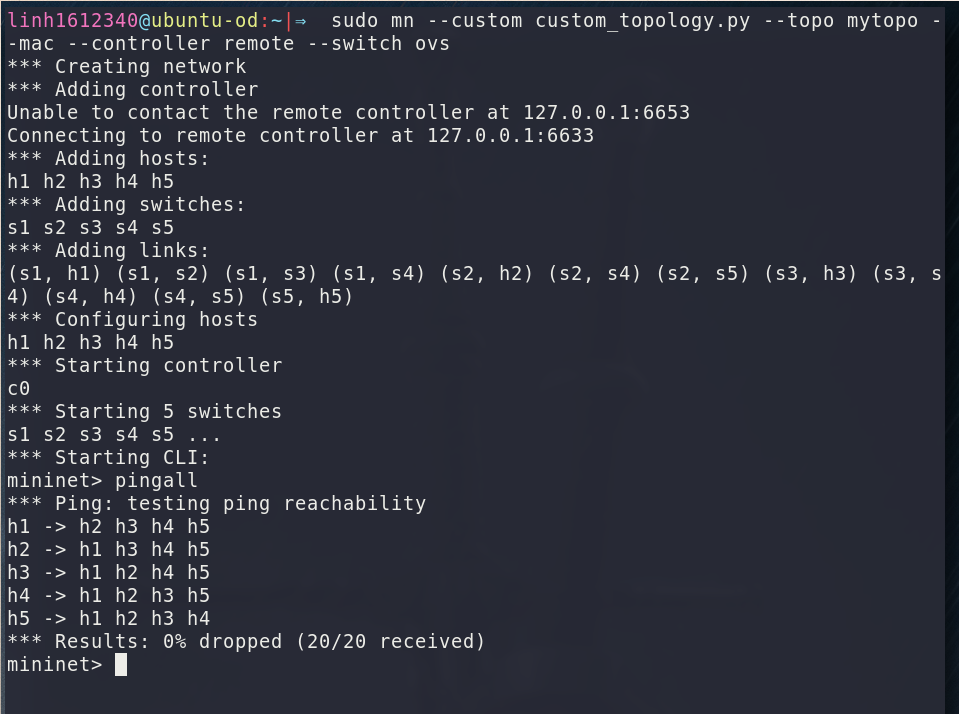 linh1612340@ubuntu-od:~|⇒  sudo mn --custom custom_topology.py --topo mytopo -
-mac --controller remote --switch ovs
*** Creating network
*** Adding controller
Unable to contact the remote controller at 127.0.0.1:6653
Connecting to remote controller at 127.0.0.1:6633
*** Adding hosts:
h1 h2 h3 h4 h5
*** Adding switches:
s1 s2 s3 s4 s5
*** Adding links:
(s1, h1) (s1, s2) (s1, s3) (s1, s4) (s2, h2) (s2, s4) (s2, s5) (s3, h3) (s3, s
4) (s4, h4) (s4, s5) (s5, h5)
*** Configuring hosts
h1 h2 h3 h4 h5
*** Starting controller
c0
*** Starting 5 switches
s1 s2 s3 s4 s5 ...
*** Starting CLI:
mininet> pingall
*** Ping: testing ping reachability
h1 -> h2 h3 h4 h5
h2 -> h1 h3 h4 h5
h3 -> h1 h2 h4 h5
h4 -> h1 h2 h3 h5
h5 -> h1 h2 h3 h4
*** Results: 0% dropped (20/20 received)
mininet>